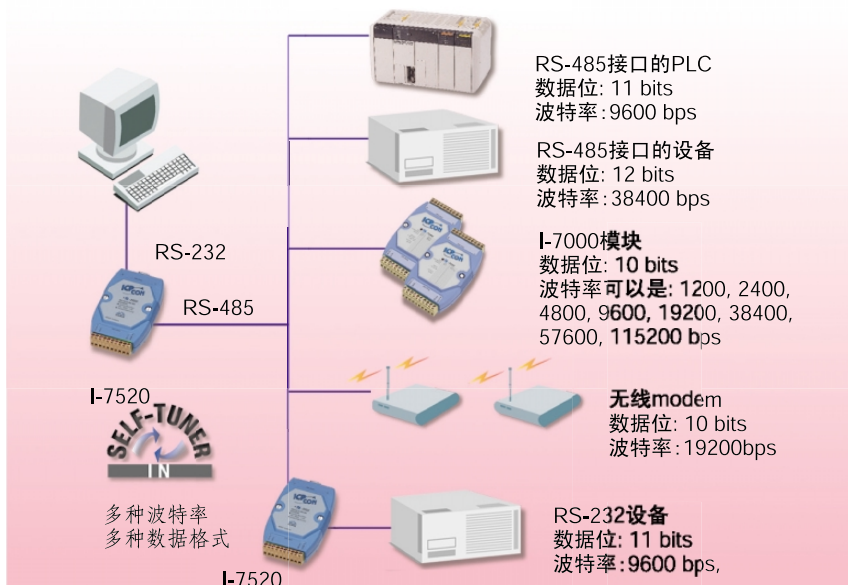 RS-485接口的PLC
数据位: 11 bits
波特率: 9600 bps
RS-485接口的设备
数据位: 12 bits
波特率: 38400 bps
I-7000模块
数据位: 10 bits
波特率可以是: 1200, 2400,
4800, 9600, 19200, 38400,
57600, 115200 bps
RS-232
RS-485
I-7520
无线modem
数据位: 10 bits
波特率: 19200bps
SELF-TUNER
IN
多种波特率
多种数据格式
RS-232设备
数据位: 11 bits
波特率: 9600 bps,
I-7520